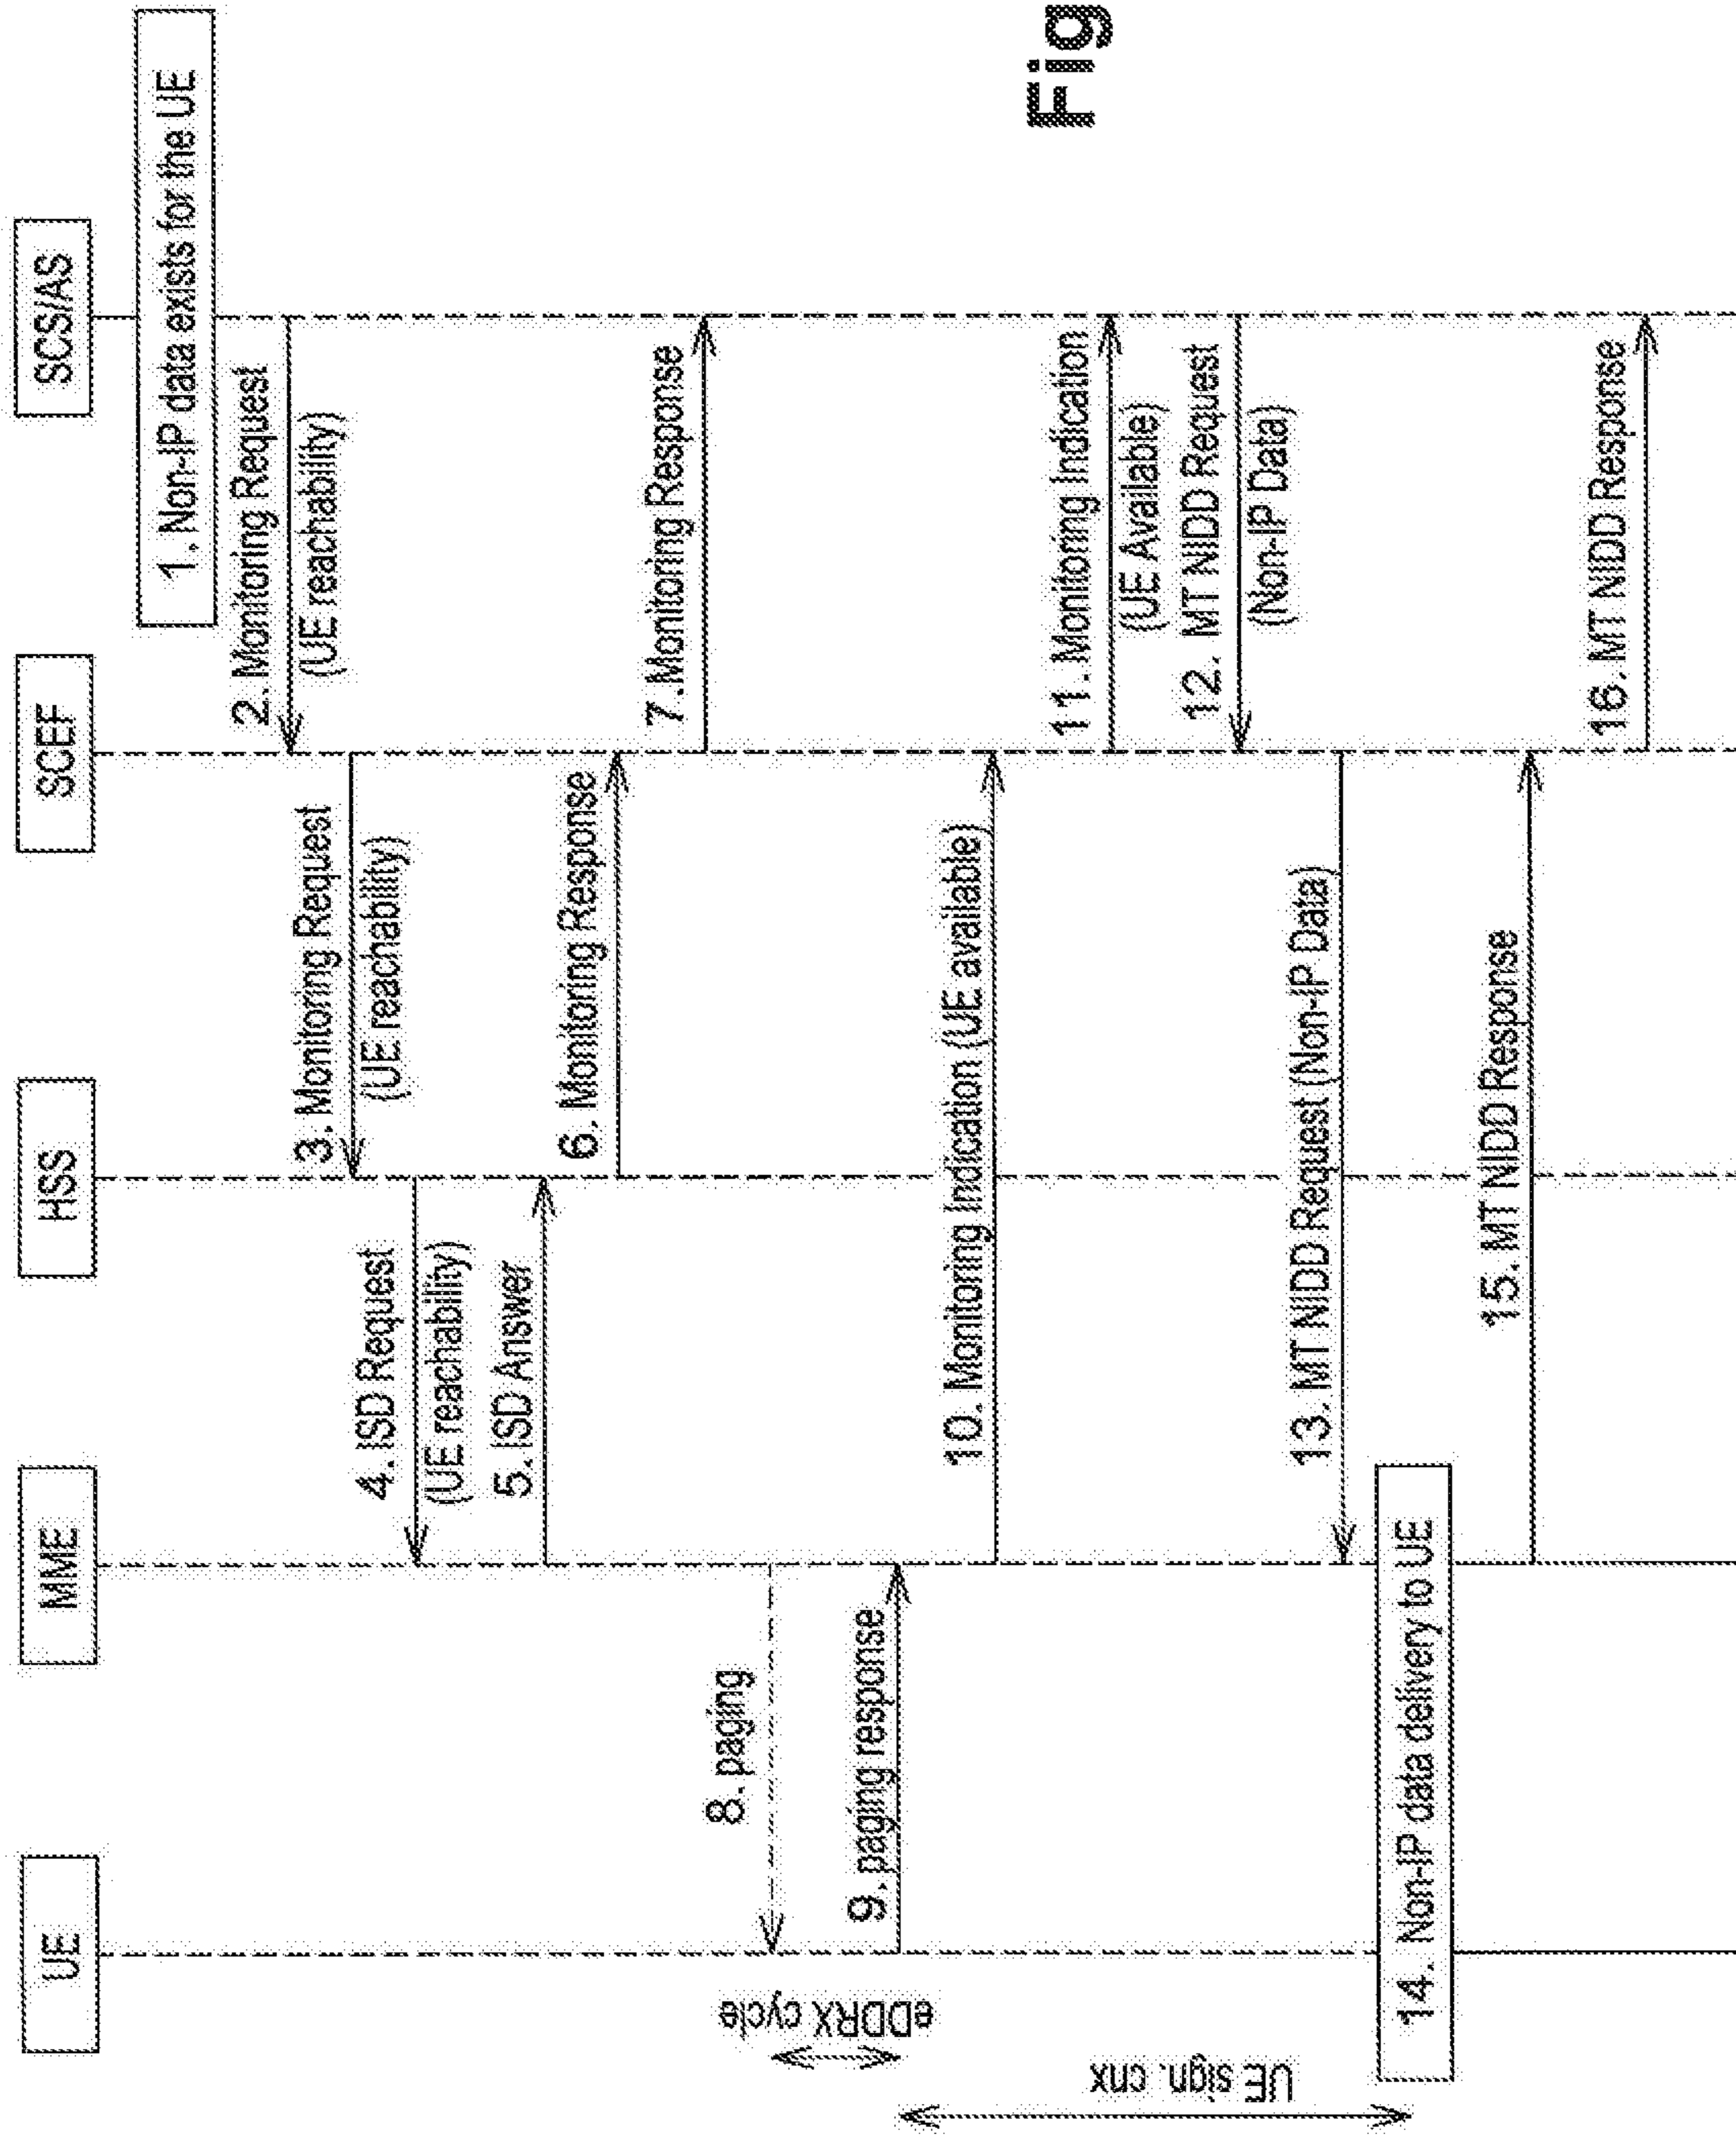 UE
MME
HSS
SCEF
SCS/AS
1. Non-IP data exists for the UE
2. Monitoring Request
(UE reachability)
3. Monitoring Request
(UE reachability)
4. ISD Request
(UE reachability)
5. ISD Answer
6. Monitoring Response
7. Monitoring Response
8. paging
eDDRX cycle
9. paging response
10. Monitoring Indication (UE available)
11. Monitoring Indication
(UE Available)
12. MT NIDD Request
(Non-IP Data)
UE sign. cnx
13. MT NIDD Request (Non-IP Data)
14. Non-IP data delivery to UE
15. MT NIDD Response
16. MT NIDD Response
Fig